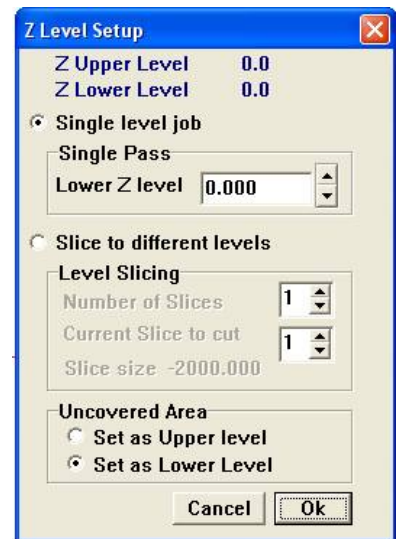 Z Level Setup
Z Upper Level 0.0
Z Lower Level 0.0
Single level job
Single Pass
Lower Z level 0.000
Slice to different levels
Level Slicing
Number of Slices 1
Current Slice to cut 1
Slice size -2000.000
Uncovered Area
Set as Upper level
Set as Lower Level
Cancel Ok